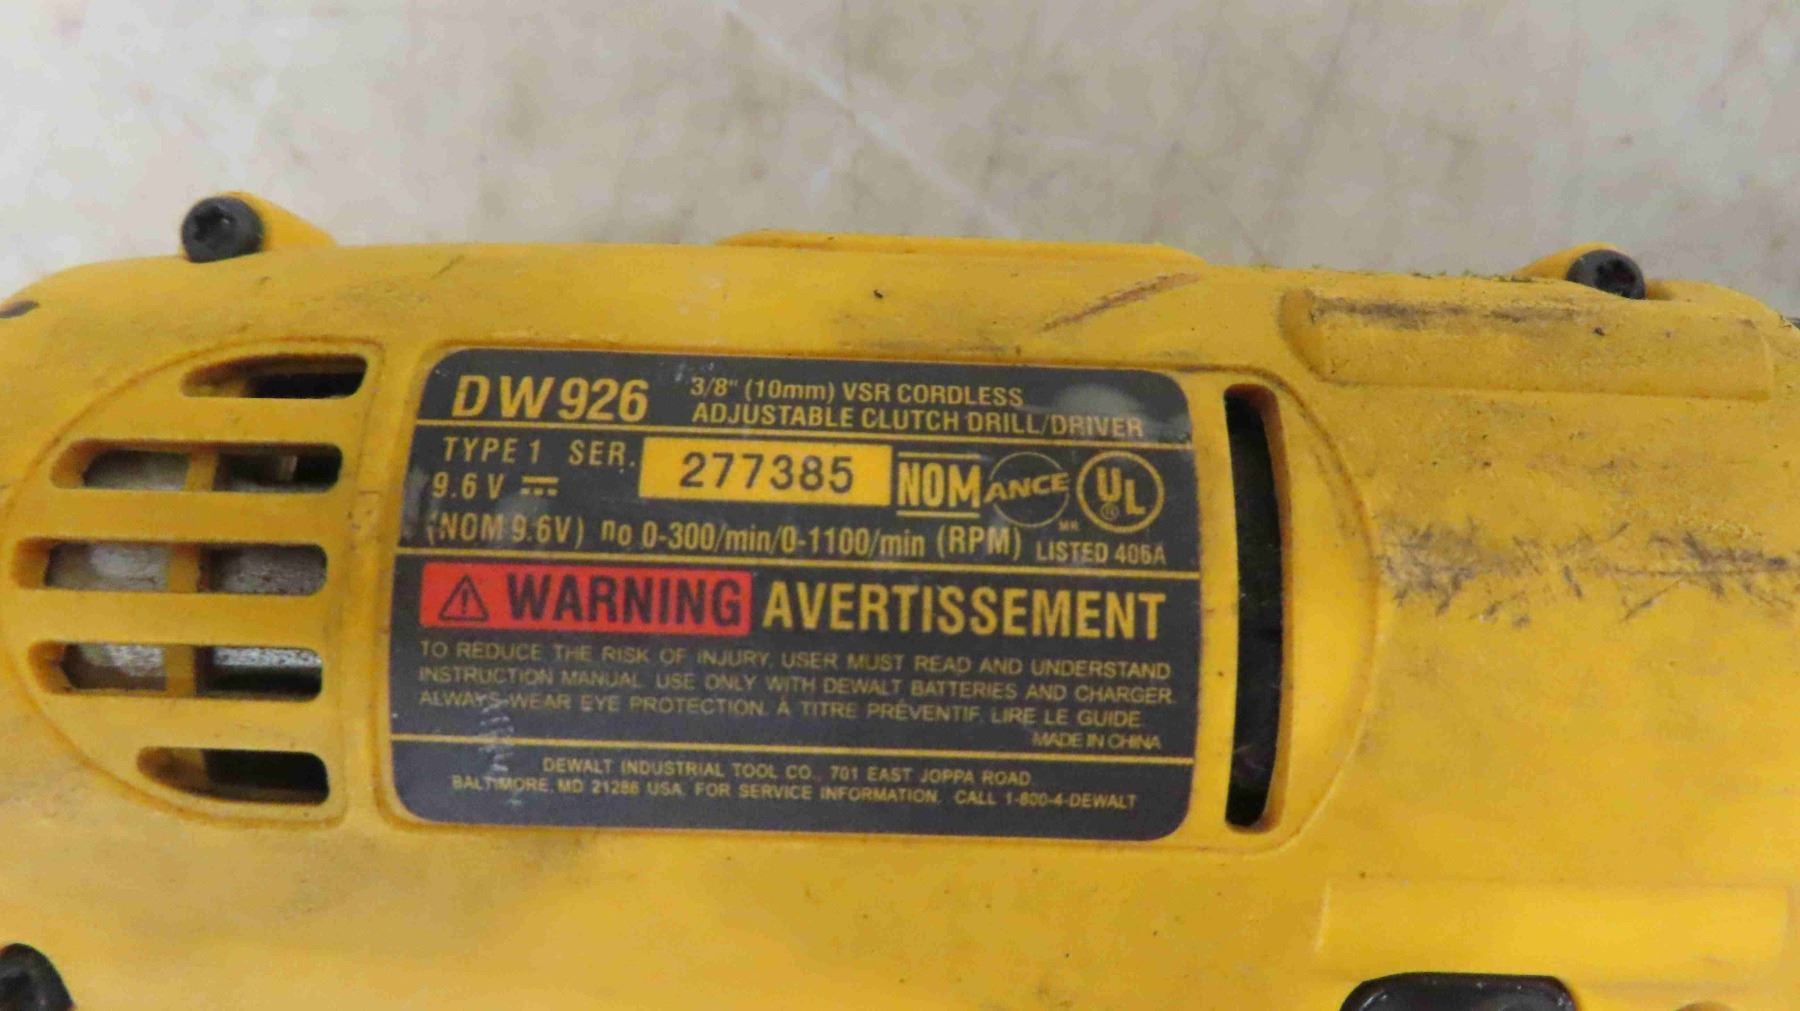 DW926 3/8" (10mm) VSR CORDLESS
ADJUSTABLE CLUTCH DRILL/DRIVER
TYPE 1 SER. 277385 NOM ANCE MR UL ®
9.6 V ⎓
(NOM 9.6V) no 0-300/min/0-1100/min (RPM) LISTED 406A
⚠ WARNING AVERTISSEMENT
TO REDUCE THE RISK OF INJURY, USER MUST READ AND UNDERSTAND
INSTRUCTION MANUAL. USE ONLY WITH DEWALT BATTERIES AND CHARGER.
ALWAYS WEAR EYE PROTECTION. À TITRE PRÉVENTIF, LIRE LE GUIDE.
MADE IN CHINA
DEWALT INDUSTRIAL TOOL CO., 701 EAST JOPPA ROAD,
BALTIMORE, MD 21286 USA. FOR SERVICE INFORMATION, CALL 1-800-4-DEWALT